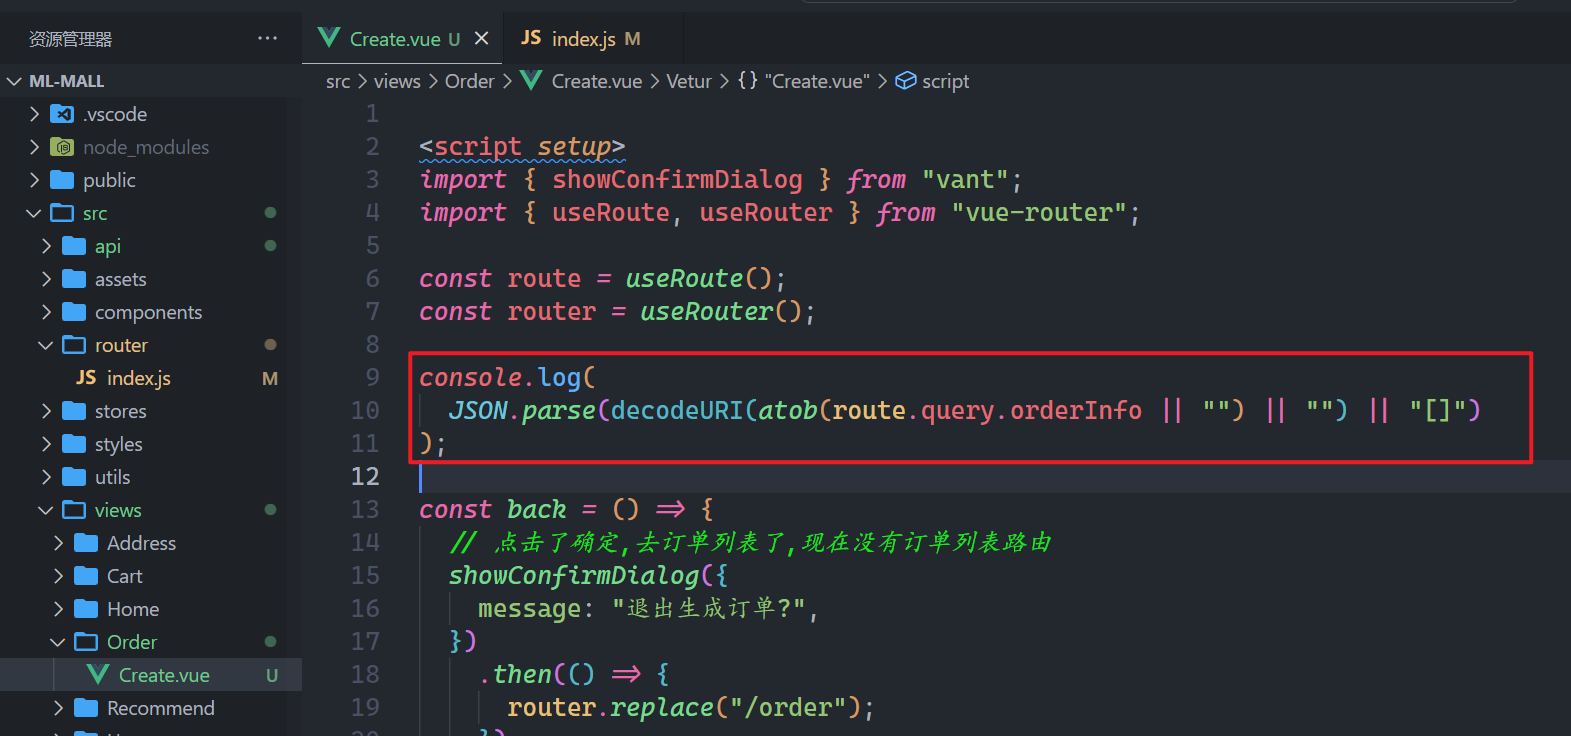 资源管理器 ···
Create.vue U ×
JS index.js M
ML-MALL
src > views > Order > Create.vue > Vetur > {} "Create.vue" > script
.vscode
node_modules
public
src
api
assets
components
router
JS index.js M
stores
styles
utils
views
Address
Cart
Home
Order
Create.vue U
Recommend
1
2 <script setup>
3 import { showConfirmDialog } from "vant";
4 import { useRoute, useRouter } from "vue-router";
5
6 const route = useRoute();
7 const router = useRouter();
8
9 console.log(
10 JSON.parse(decodeURI(atob(route.query.orderInfo || "") || "") || "[]")
11 );
12
13 const back = () => {
14 // 点击了确定,去订单列表了,现在没有订单列表路由
15 showConfirmDialog({
16 message: "退出生成订单?",
17 })
18 .then(() => {
19 router.replace("/order");
20 })